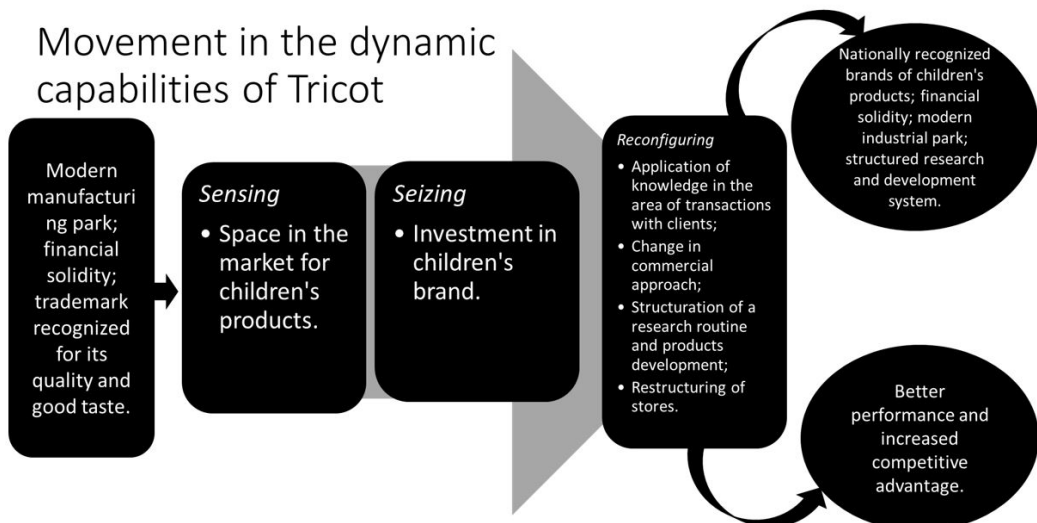 Movement in the dynamic
capabilities of Tricot
Modern
manufacturi
ng park;
financial
solidity;
trademark
recognized
for its
quality and
good taste.
Sensing
• Space in the
market for
children's
products.
Seizing
• Investment in
children's
brand.
Reconfiguring
• Application of
knowledge in the
area of transactions
with clients;
• Change in
commercial
approach;
• Structuration of a
research routine
and products
development;
• Restructuring of
stores.
Nationally recognized
brands of children's
products; financial
solidity; modern
industrial park;
structured research
and development
system.
Better
performance and
increased
competitive
advantage.